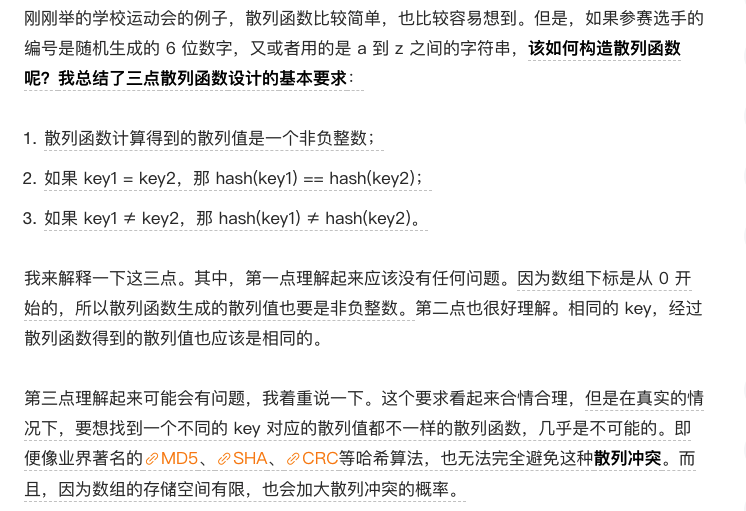 刚刚举的学校运动会的例子，散列函数比较简单，也比较容易想到。但是，如果参赛选手的
编号是随机生成的 6 位数字，又或者用的是 a 到 z 之间的字符串，该如何构造散列函数
呢？我总结了三点散列函数设计的基本要求：
1. 散列函数计算得到的散列值是一个非负整数；
2. 如果 key1 = key2，那 hash(key1) == hash(key2)；
3. 如果 key1 ≠ key2，那 hash(key1) ≠ hash(key2)。
我来解释一下这三点。其中，第一点理解起来应该没有任何问题。因为数组下标是从 0 开
始的，所以散列函数生成的散列值也要是非负整数。第二点也很好理解。相同的 key，经过
散列函数得到的散列值也应该是相同的。
第三点理解起来可能会有问题，我着重说一下。这个要求看起来合情合理，但是在真实的情
况下，要想找到一个不同的 key 对应的散列值都不一样的散列函数，几乎是不可能的。即
便像业界著名的MD5、SHA、CRC等哈希算法，也无法完全避免这种散列冲突。而
且，因为数组的存储空间有限，也会加大散列冲突的概率。